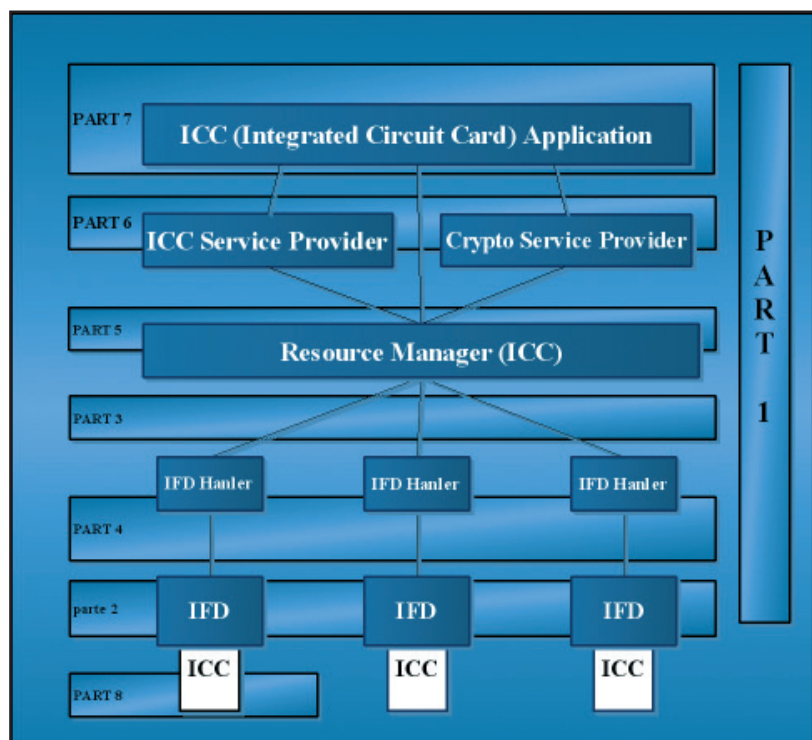 PART 7
ICC (Integrated Circuit Card) Application
PART 6
ICC Service Provider
Crypto Service Provider
PART 5
Resource Manager (ICC)
PART 3
IFD Hanler
IFD Hanler
IFD Hanler
PART 4
parte 2
IFD
IFD
IFD
ICC
ICC
ICC
PART 8
PART 1